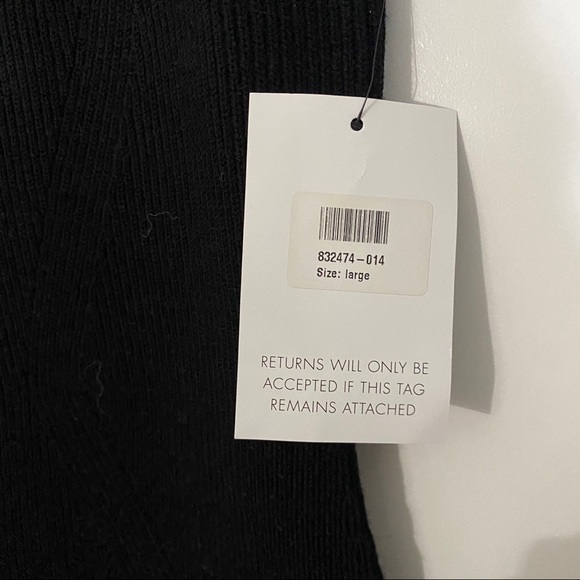 832474-014
Size: large
RETURNS WILL ONLY BE
ACCEPTED IF THIS TAG
REMAINS ATTACHED